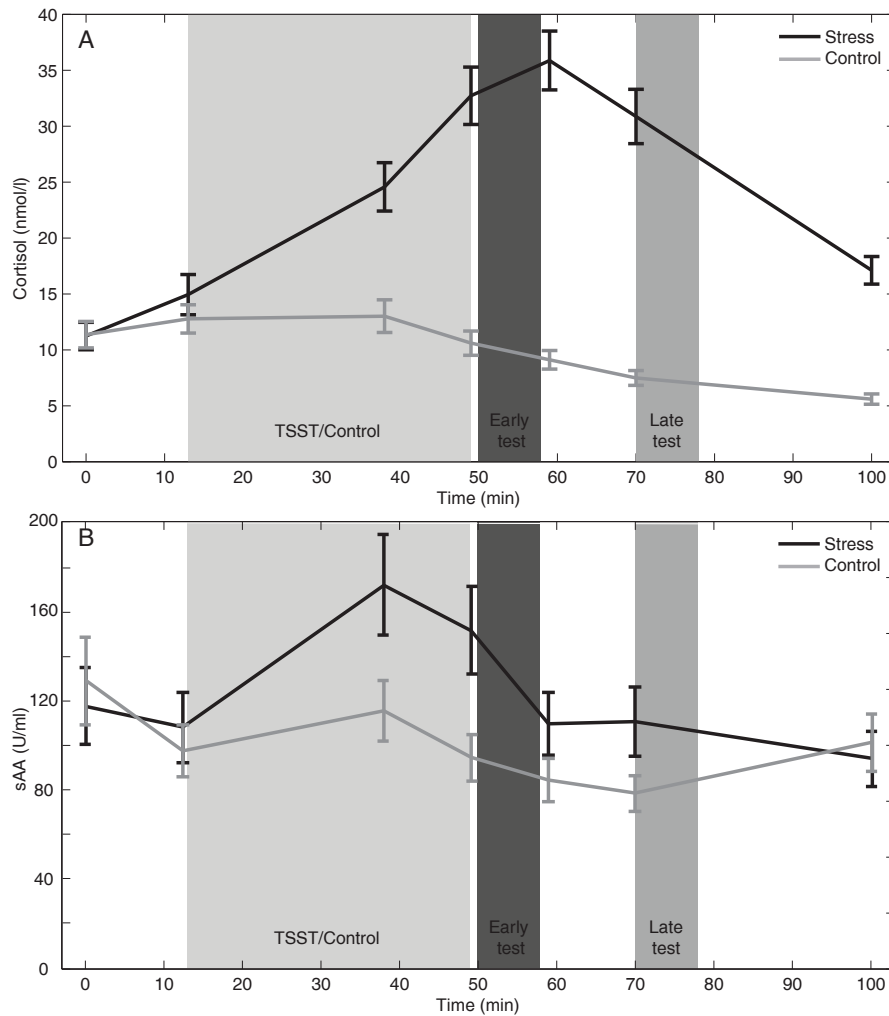 A
Stress
Control
40
35
30
25
20
15
10
5
0
Cortisol (nmol/l)
TSST/Control
Early
test
Late
test
0 10 20 30 40 50 60 70 80 90 100
Time (min)
B
Stress
Control
200
160
120
80
40
0
sAA (U/ml)
TSST/Control
Early
test
Late
test
0 10 20 30 40 50 60 70 80 90 100
Time (min)